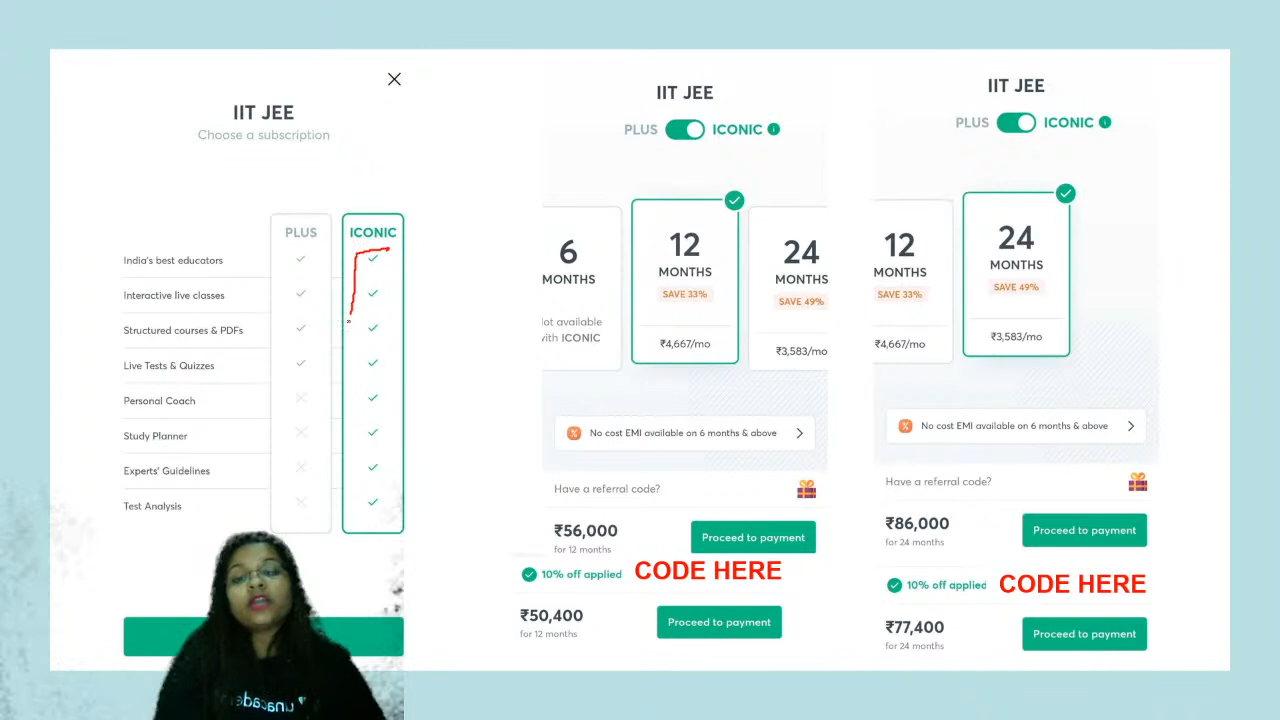 IIT JEE
Choose a subscription
PLUS
ICONIC
India's best educators
Interactive live classes
Structured courses & PDFs
Live Tests & Quizzes
Personal Coach
Study Planner
Experts' Guidelines
Test Analysis
IIT JEE
PLUS ICONIC
6
MONTHS
lot available
with ICONIC
12
MONTHS
SAVE 33%
₹4,667/mo
24
MONTHS
SAVE 49%
₹3,583/mo
No cost EMI available on 6 months & above
Have a referral code?
₹56,000
for 12 months
Proceed to payment
10% off applied CODE HERE
₹50,400
for 12 months
Proceed to payment
IIT JEE
PLUS ICONIC
12
MONTHS
SAVE 33%
₹4,667/mo
24
MONTHS
SAVE 49%
₹3,583/mo
No cost EMI available on 6 months & above
Have a referral code?
₹86,000
for 24 months
Proceed to payment
10% off applied CODE HERE
₹77,400
for 24 months
Proceed to payment